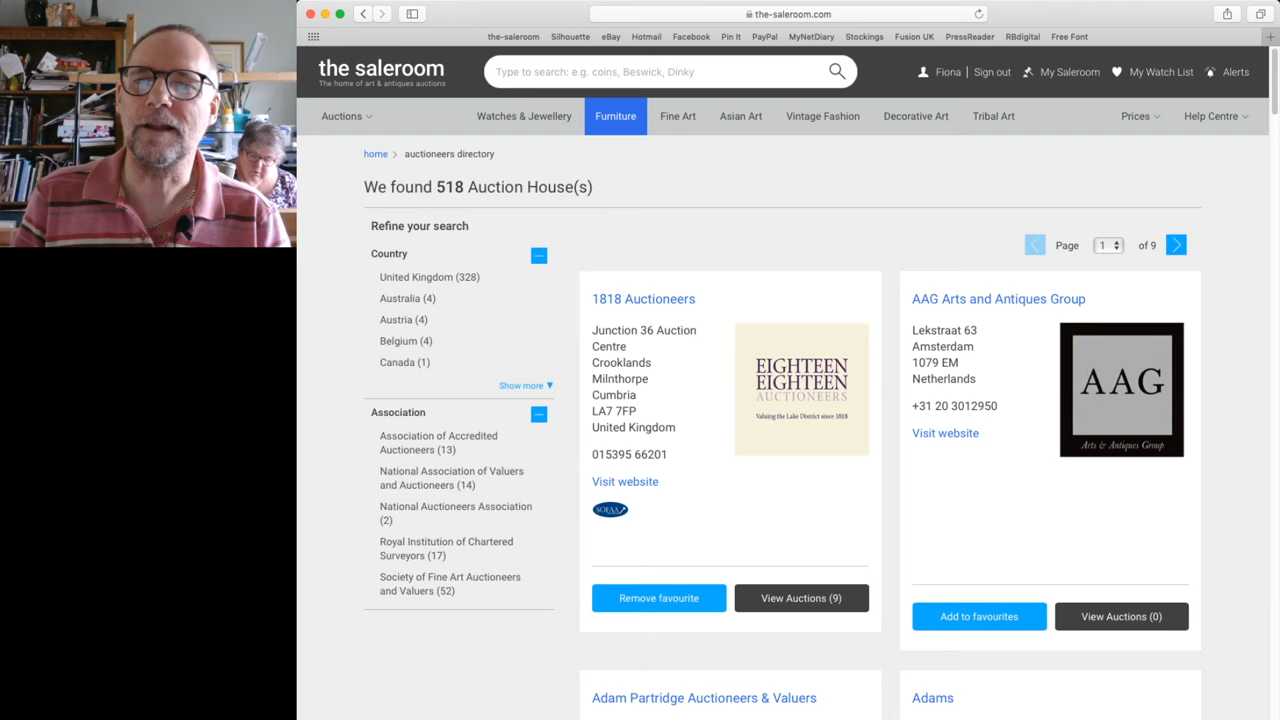 the-saleroom.com
the-saleroom Silhouette eBay Hotmail Facebook Pin It PayPal MyNetDiary Stockings Fusion UK PressReader RBdigital Free Font
the saleroom
The home of art & antiques auctions
Type to search: e.g. coins, Beswick, Dinky
Fiona | Sign out My Saleroom My Watch List Alerts
Auctions Watches & Jewellery Furniture Fine Art Asian Art Vintage Fashion Decorative Art Tribal Art Prices Help Centre
home > auctioneers directory
We found 518 Auction House(s)
Refine your search
Country
United Kingdom (328)
Australia (4)
Austria (4)
Belgium (4)
Canada (1)
Show more ▼
Association
Association of Accredited
Auctioneers (13)
National Association of Valuers
and Auctioneers (14)
National Auctioneers Association
(2)
Royal Institution of Chartered
Surveyors (17)
Society of Fine Art Auctioneers
and Valuers (52)
Page 1 of 9
1818 Auctioneers
Junction 36 Auction
Centre
Crooklands
Milnthorpe
Cumbria
LA7 7FP
United Kingdom
015395 66201
Visit website
SOFAA
EIGHTEEN
EIGHTEEN
AUCTIONEERS
Valuing the Lake District since 1818
Remove favourite View Auctions (9)
AAG Arts and Antiques Group
Lekstraat 63
Amsterdam
1079 EM
Netherlands
+31 20 3012950
Visit website
AAG
Arts & Antiques Group
Add to favourites View Auctions (0)
Adam Partridge Auctioneers & Valuers
Adams